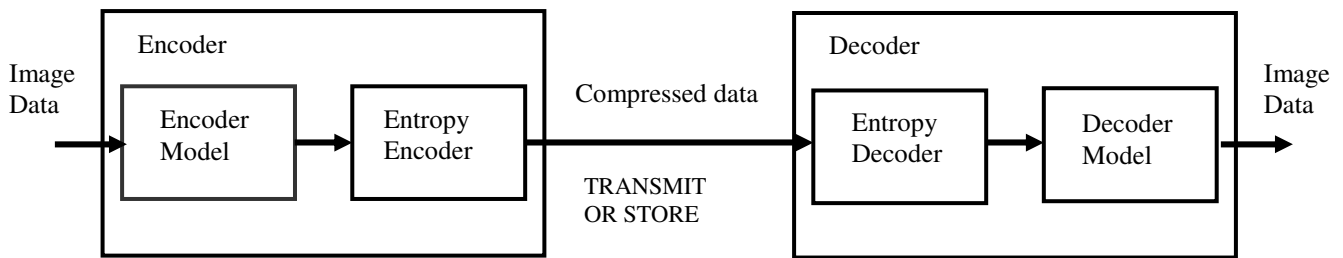 Image
Data
Encoder
Encoder
Model
Entropy
Encoder
Compressed data
TRANSMIT
OR STORE
Decoder
Entropy
Decoder
Decoder
Model
Image
Data